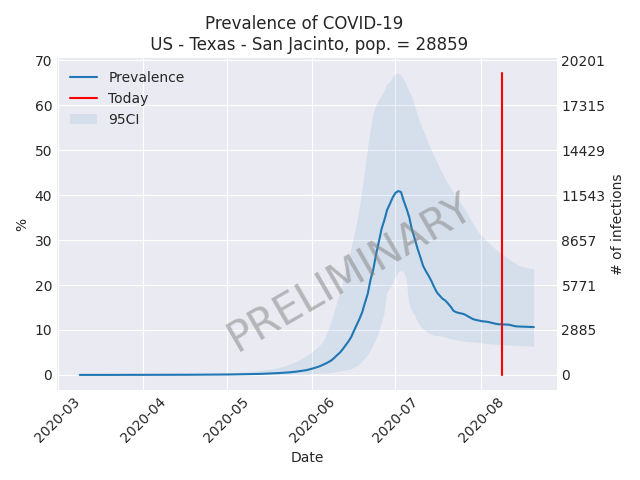 Prevalence of COVID-19
US - Texas - San Jacinto, pop. = 28859
Prevalence
Today
95CI
PRELIMINARY
%
70
60
50
40
30
20
10
0
20201
17315
14429
11543
8657
5771
2885
0
# of infections
2020-03
2020-04
2020-05
2020-06
2020-07
2020-08
Date